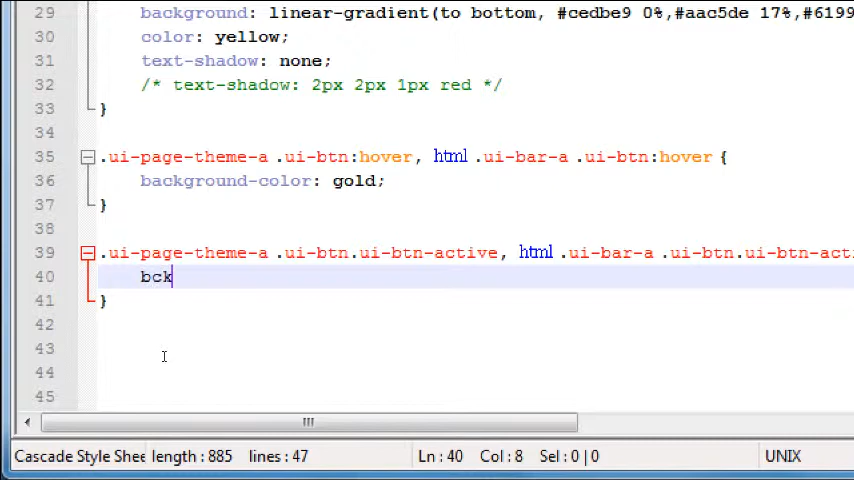 29 background: linear-gradient(to bottom, #cedbe9 0%,#aac5de 17%,#6199
30 color: yellow;
31 text-shadow: none;
32 /* text-shadow: 2px 2px 1px red */
33 }
34
35 .ui-page-theme-a .ui-btn:hover, html .ui-bar-a .ui-btn:hover {
36 background-color: gold;
37 }
38
39 .ui-page-theme-a .ui-btn.ui-btn-active, html .ui-bar-a .ui-btn.ui-btn-acti
40 bck
41 }
42
43
44
45
Cascade Style Shee length : 885 lines : 47 Ln : 40 Col : 8 Sel : 0 | 0 UNIX